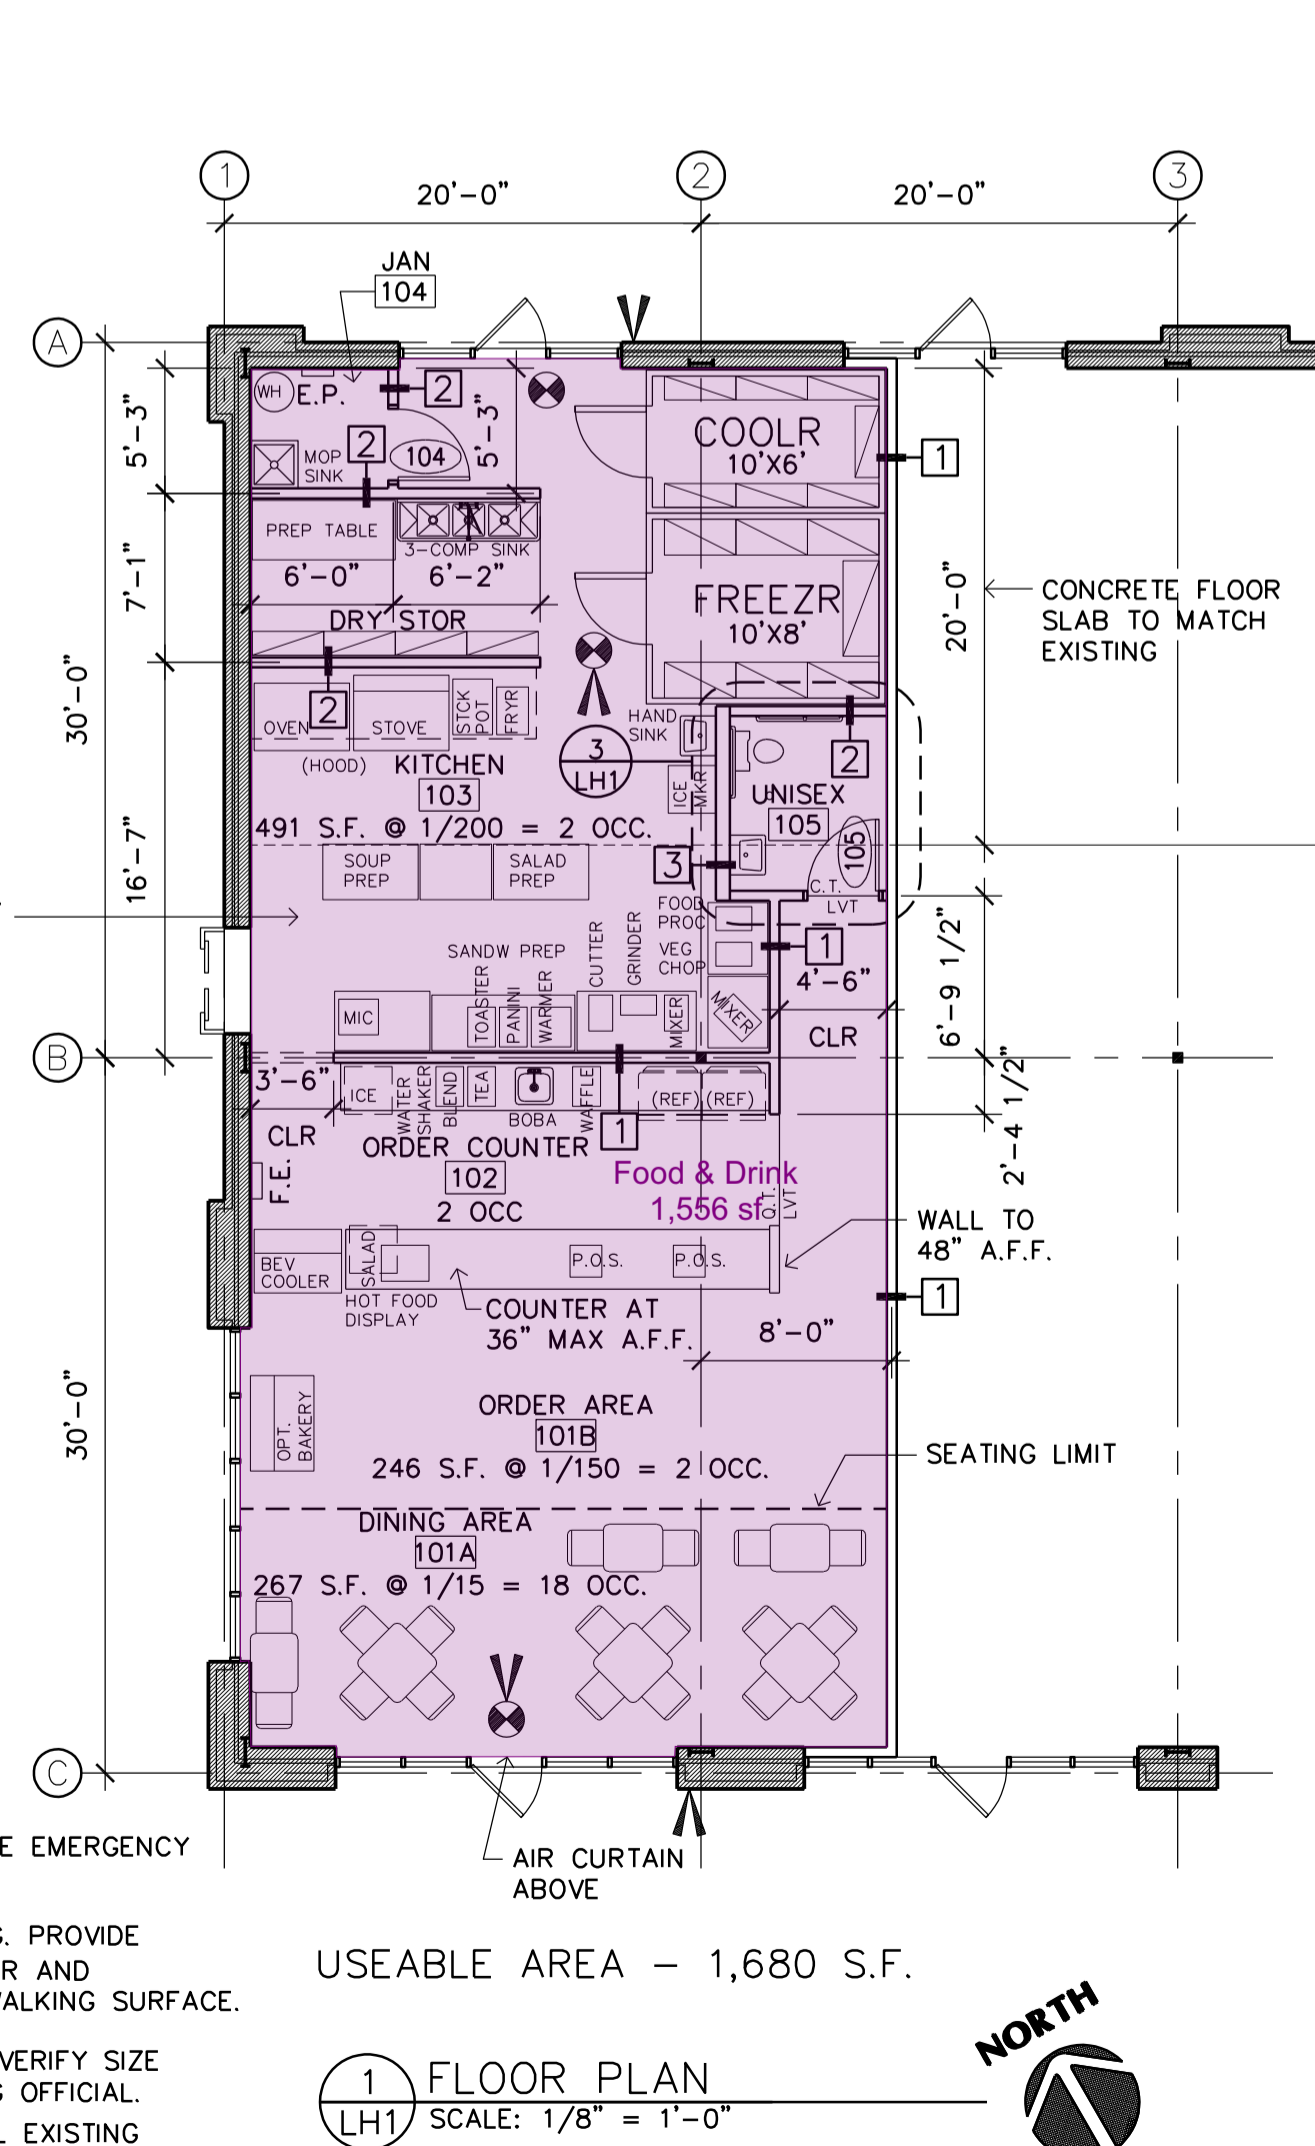 1
2
3
20'-0"
20'-0"
JAN
104
A
WH
E.P.
2
5'-3"
5'-3"
COOLR
10'X6'
1
2
MOP
SINK
104
PREP TABLE
3-COMP SINK
7'-1"
6'-0"
6'-2"
FREEZR
10'X8'
20'-0"
CONCRETE FLOOR
SLAB TO MATCH
EXISTING
DRY STOR
30'-0"
2
OVEN
STOVE
STCK
POT
FRYR
HAND
SINK
2
(HOOD)
KITCHEN
103
3
LH1
ICE
MKR
UNISEX
105
491 S.F. @ 1/200 = 2 OCC.
105
16'-7"
SOUP
PREP
SALAD
PREP
3
C.T.
LVT
FOOD
PROC
SANDW PREP
CUTTER
GRINDER
VEG
CHOP
1
4'-6"
6'-9 1/2"
MIC
TOASTER
PANINI
WARMER
MIXER
MIXER
CLR
B
3'-6"
ICE
WATER
SHAKER
BLEND
TEA
BOBA
WAFFLE
(REF)
(REF)
2'-4 1/2"
CLR
ORDER COUNTER
1
102
2 OCC
F.E.
Food & Drink
1,556 sf
Q.T.
LVT
WALL TO
48" A.F.F.
BEV
COOLER
SALAD
P.O.S.
P.O.S.
1
HOT FOOD
DISPLAY
COUNTER AT
36" MAX A.F.F.
8'-0"
30'-0"
OPT.
BAKERY
ORDER AREA
101B
246 S.F. @ 1/150 = 2 OCC.
SEATING LIMIT
DINING AREA
101A
267 S.F. @ 1/15 = 18 OCC.
C
E EMERGENCY
AIR CURTAIN
ABOVE
G. PROVIDE
R AND
WALKING SURFACE.
USEABLE AREA – 1,680 S.F.
VERIFY SIZE
G OFFICIAL.
L EXISTING
1
LH1
FLOOR PLAN
SCALE: 1/8" = 1'-0"
NORTH